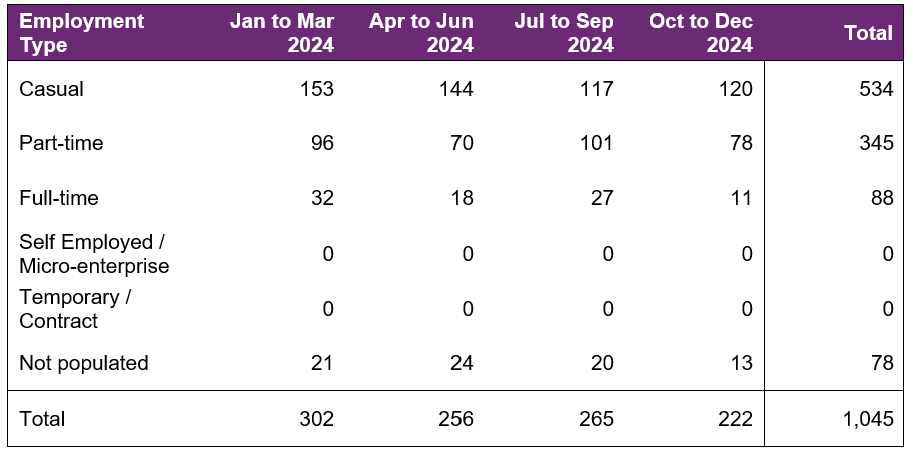 Employment Type Jan to Mar 2024 Apr to Jun 2024 Jul to Sep 2024 Oct to Dec 2024 Total
Casual 153 144 117 120 534
Part-time 96 70 101 78 345
Full-time 32 18 27 11 88
Self Employed /
Micro-enterprise 0 0 0 0 0
Temporary /
Contract 0 0 0 0 0
Not populated 21 24 20 13 78
Total 302 256 265 222 1,045